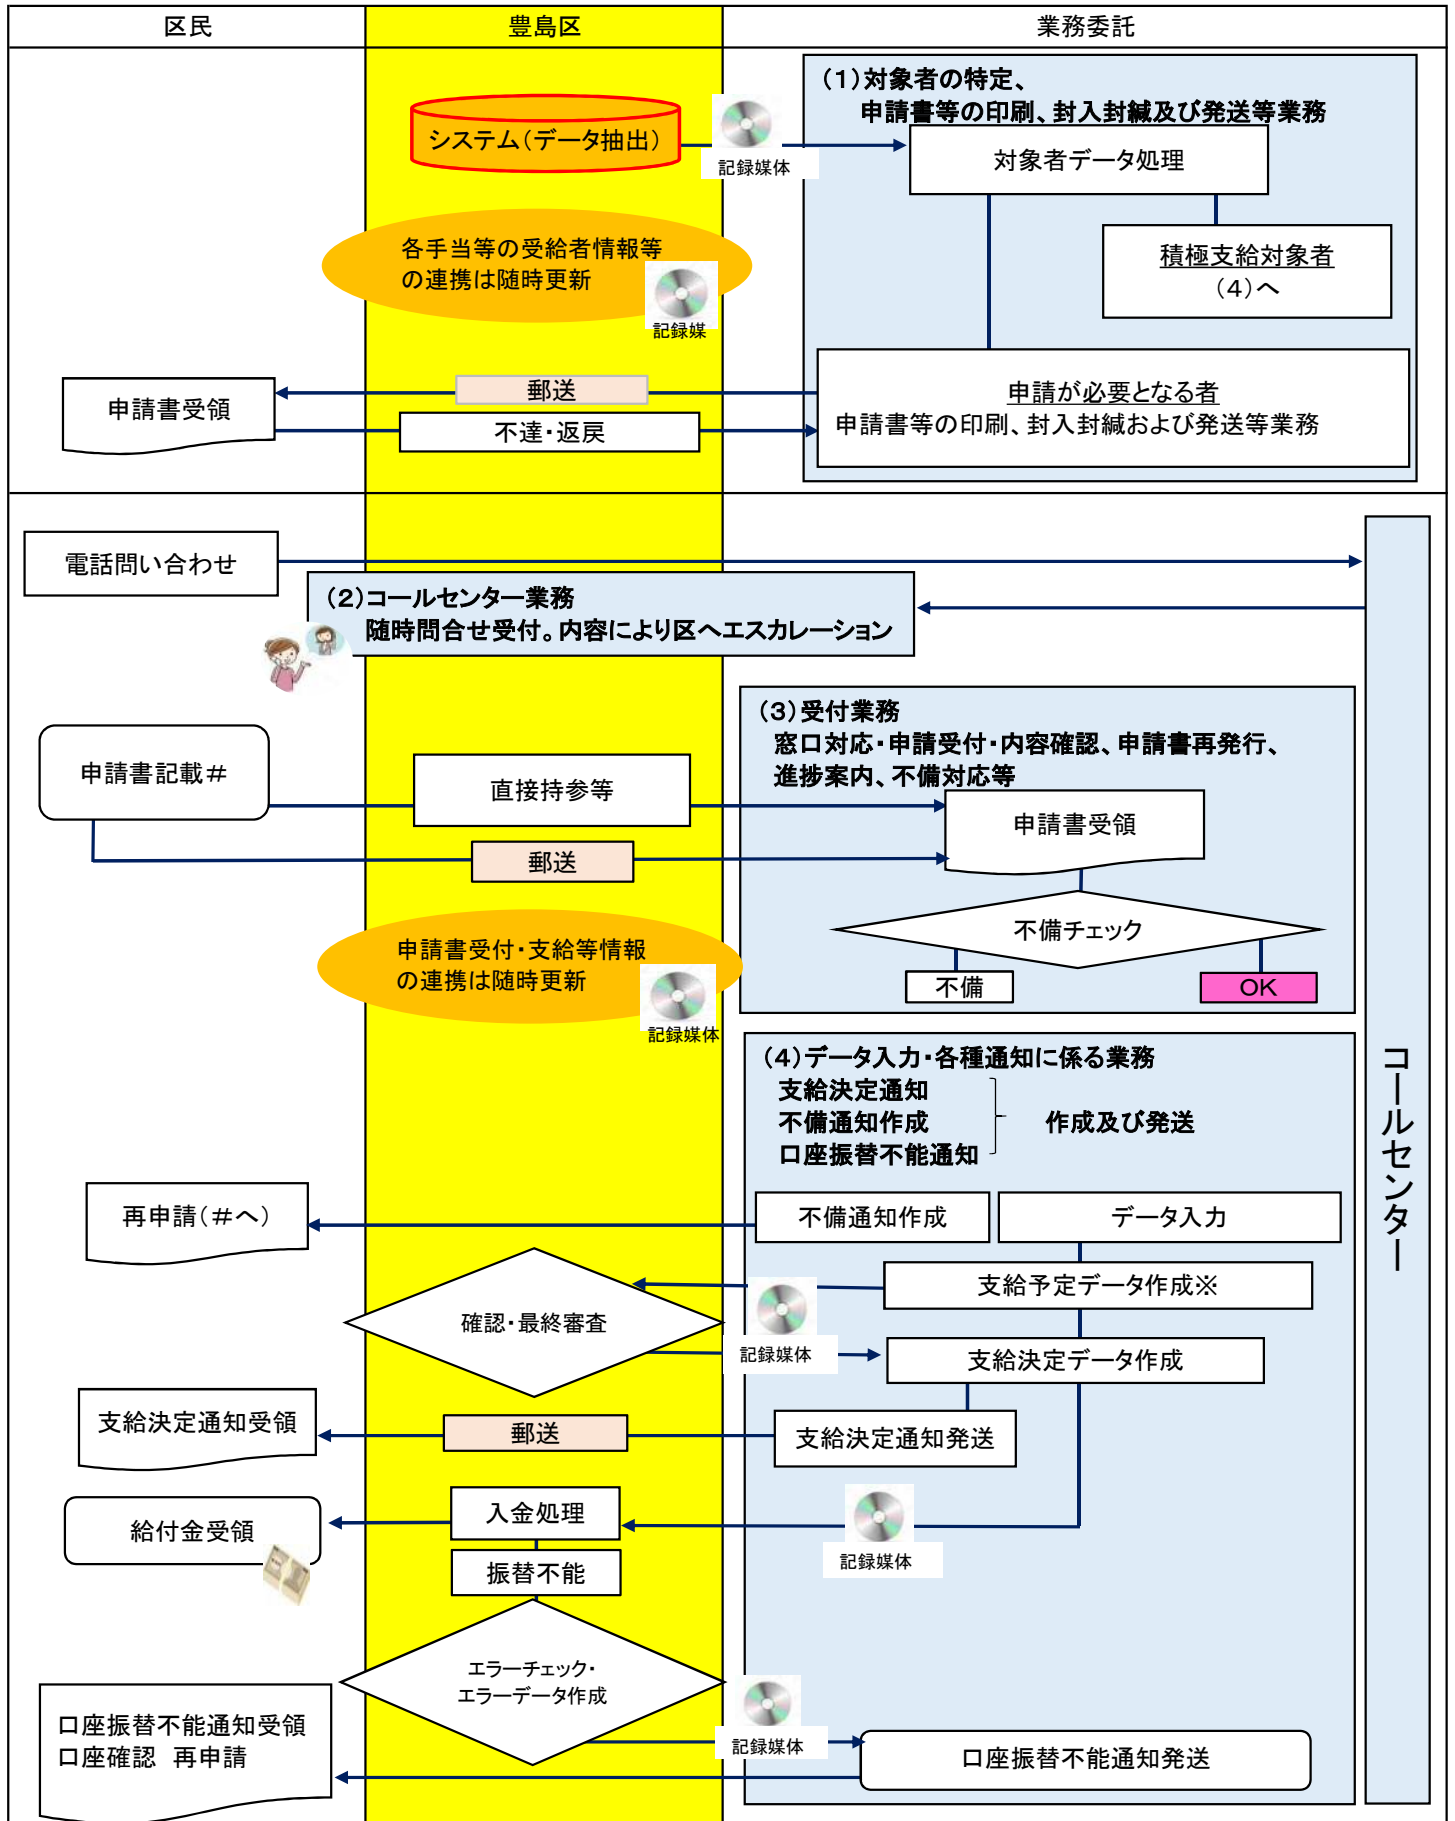 区民
豊島区
業務委託
(1)対象者の特定、
申請書等の印刷、封入封緘及び発送等業務
システム(データ抽出)
記録媒体
対象者データ処理
各手当等の受給者情報等
の連携は随時更新
記録媒
積極支給対象者
(4)へ
申請書受領
郵送
不達・返戻
申請が必要となる者
申請書等の印刷、封入封緘および発送等業務
電話問い合わせ
(2)コールセンター業務
随時問合せ受付。内容により区へエスカレーション
コールセンター
(3)受付業務
窓口対応・申請受付・内容確認、申請書再発行、
進捗案内、不備対応等
申請書記載#
直接持参等
郵送
申請書受領
不備チェック
不備
OK
申請書受付・支給等情報
の連携は随時更新
記録媒体
(4)データ入力・各種通知に係る業務
支給決定通知
不備通知作成
口座振替不能通知
作成及び発送
再申請(#へ)
不備通知作成
データ入力
支給予定データ作成※
確認・最終審査
記録媒体
支給決定データ作成
支給決定通知受領
郵送
支給決定通知発送
給付金受領
入金処理
記録媒体
振替不能
エラーチェック・
エラーデータ作成
記録媒体
口座振替不能通知受領
口座確認 再申請
口座振替不能通知発送